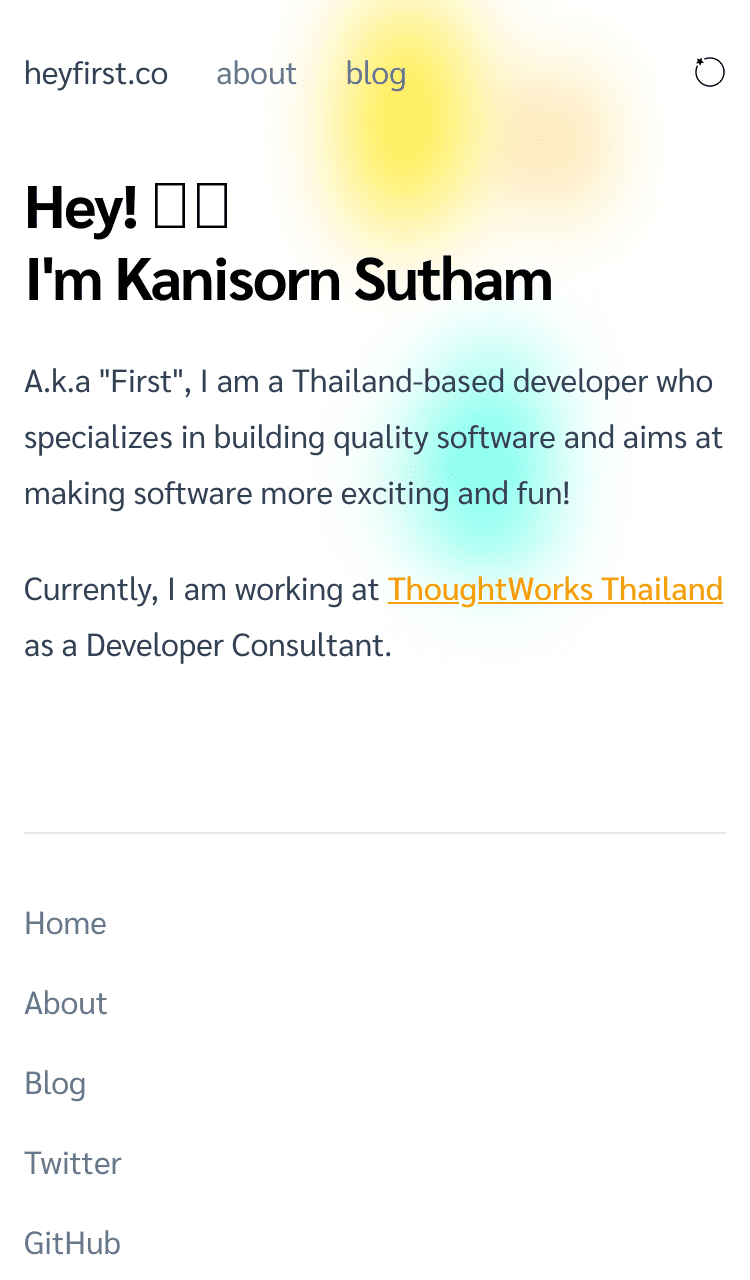 heyfirst.co about blog
Hey!
I'm Kanisorn Sutham
A.k.a "First", I am a Thailand-based developer who
specializes in building quality software and aims at
making software more exciting and fun!
Currently, I am working at ThoughtWorks Thailand
as a Developer Consultant.
Home
About
Blog
Twitter
GitHub